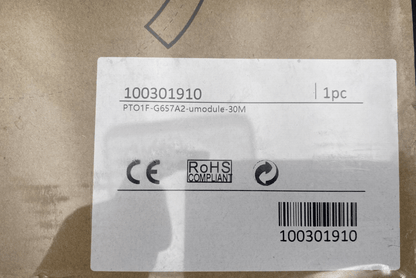 100301910 1pc
PTO1F-G657A2-umodule-30M
CE RoHS
COMPLIANT
100301910